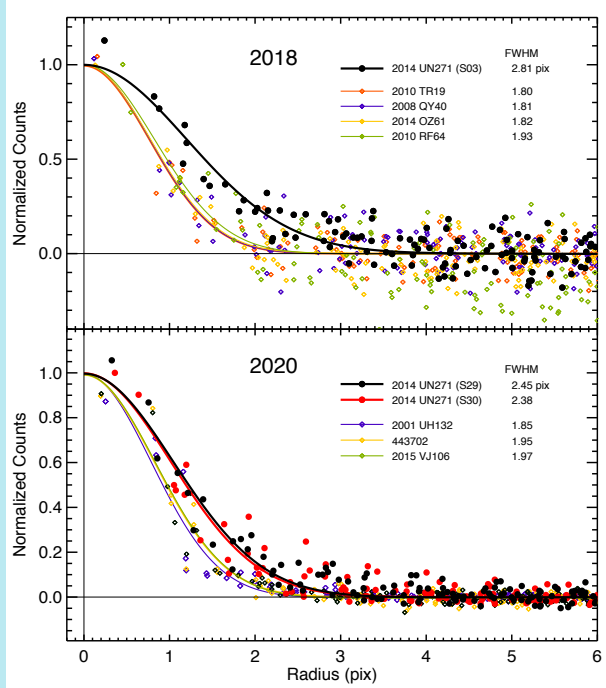 2018
FWHM
2014 UN271 (S03) 2.81 pix
2010 TR19 1.80
2008 QY40 1.81
2014 OZ61 1.82
2010 RF64 1.93
Normalized Counts
1.0
0.5
0.0
2020
FWHM
2014 UN271 (S29) 2.45 pix
2014 UN271 (S30) 2.38
2001 UH132 1.85
443702 1.95
2015 VJ106 1.97
Normalized Counts
1.0
0.8
0.6
0.4
0.2
0.0
0 1 2 3 4 5 6
Radius (pix)